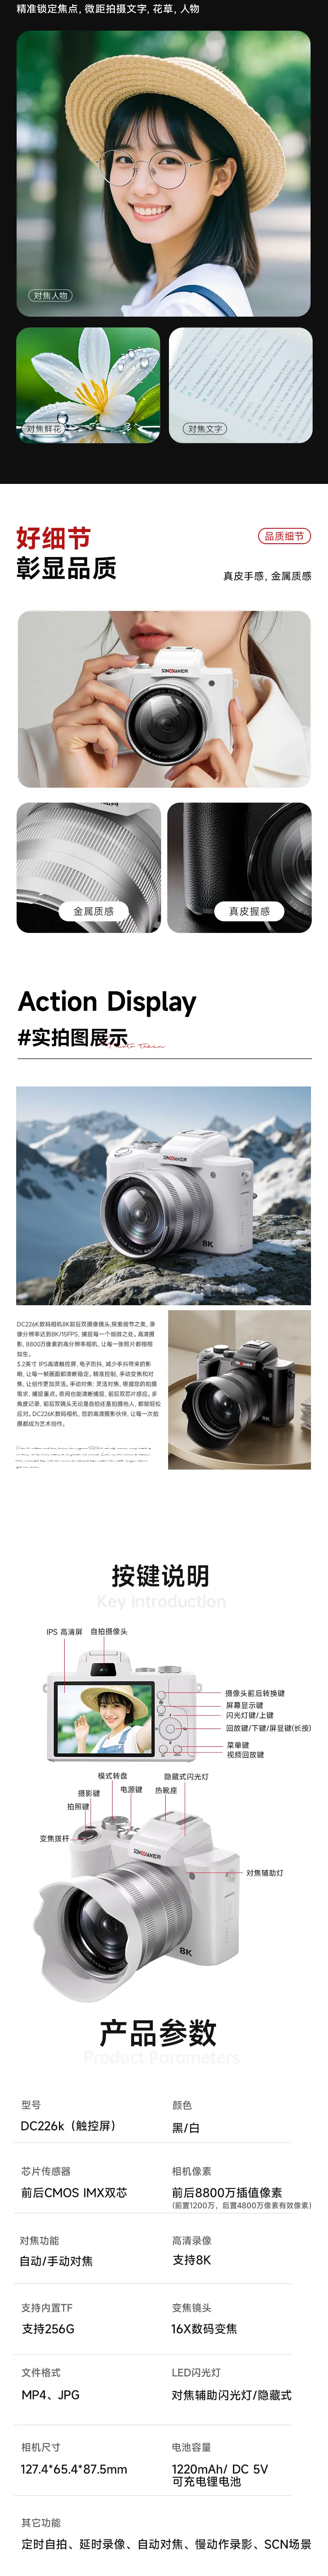 精准锁定焦点, 微距拍摄文字, 花草, 人物
对焦人物
对焦鲜花
对焦文字
好细节
品质细节
彰显品质
真皮手感, 金属质感
金属质感
真皮握感
Action Display
#实拍图展示
8K
DC226K数码相机8K前后双摄像镜头,探索细节之美, 录
像分辨率达到8K/15FPS, 捕捉每一个细微之处。高清摄
影, 8800万像素的高分辨率相机, 让每一张照片都栩栩
如生。
3.2英寸 IPS高清触控屏, 电子防抖, 减少手抖带来的影
响, 让每一帧画面都清晰稳定。精准控制, 手动变焦和对
焦, 让创作更加灵活。手动对焦: 灵活对焦, 根据您的拍摄
需求, 捕捉重点。夜间也能清晰捕捉, 前后双芯片感应。多
角度记录, 前后双镜头无论是自拍还是拍摄他人, 都能轻松
应对。DC226K数码相机, 您的高清摄影伙伴, 让每一次拍
摄都成为艺术创作。
按键说明
Key introduction
IPS 高清屏
自拍摄像头
摄像头前后转换键
屏幕显示键
闪光灯键/上键
回放键/下键/屏显键(长按)
菜单键
视频回放键
模式转盘
隐藏式闪光灯
摄影键
电源键
热靴座
拍照键
变焦拨杆
对焦辅助灯
8K
产品参数
Product Parameters
型号
颜色
DC226k（触控屏）
黑/白
芯片传感器
相机像素
前后CMOS IMX双芯
前后8800万插值像素
(前置1200万，后置4800万像素有效像素)
对焦功能
高清录像
自动/手动对焦
支持8K
支持内置TF
变焦镜头
支持256G
16X数码变焦
文件格式
LED闪光灯
MP4、JPG
对焦辅助闪光灯/隐藏式
相机尺寸
电池容量
127.4*65.4*87.5mm
1220mAh/ DC 5V
可充电锂电池
其它功能
定时自拍、延时录像、自动对焦、慢动作录影、SCN场景